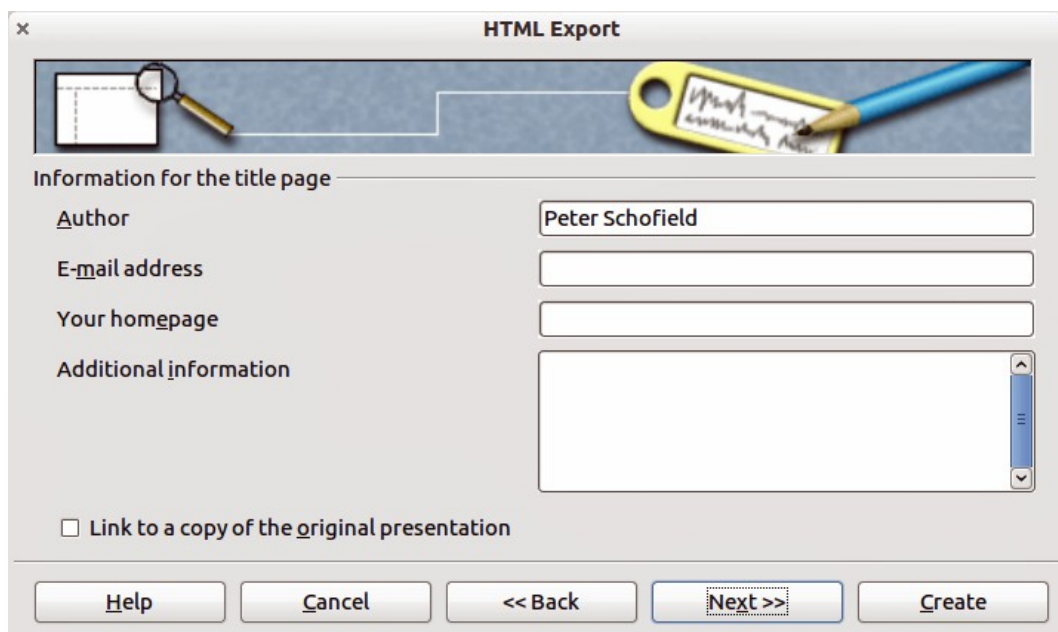 HTML Export
Information for the title page
Author
Peter Schofield
E-mail address
Your homepage
Additional information
Link to a copy of the original presentation
Help
Cancel
<< Back
Next >>
Create